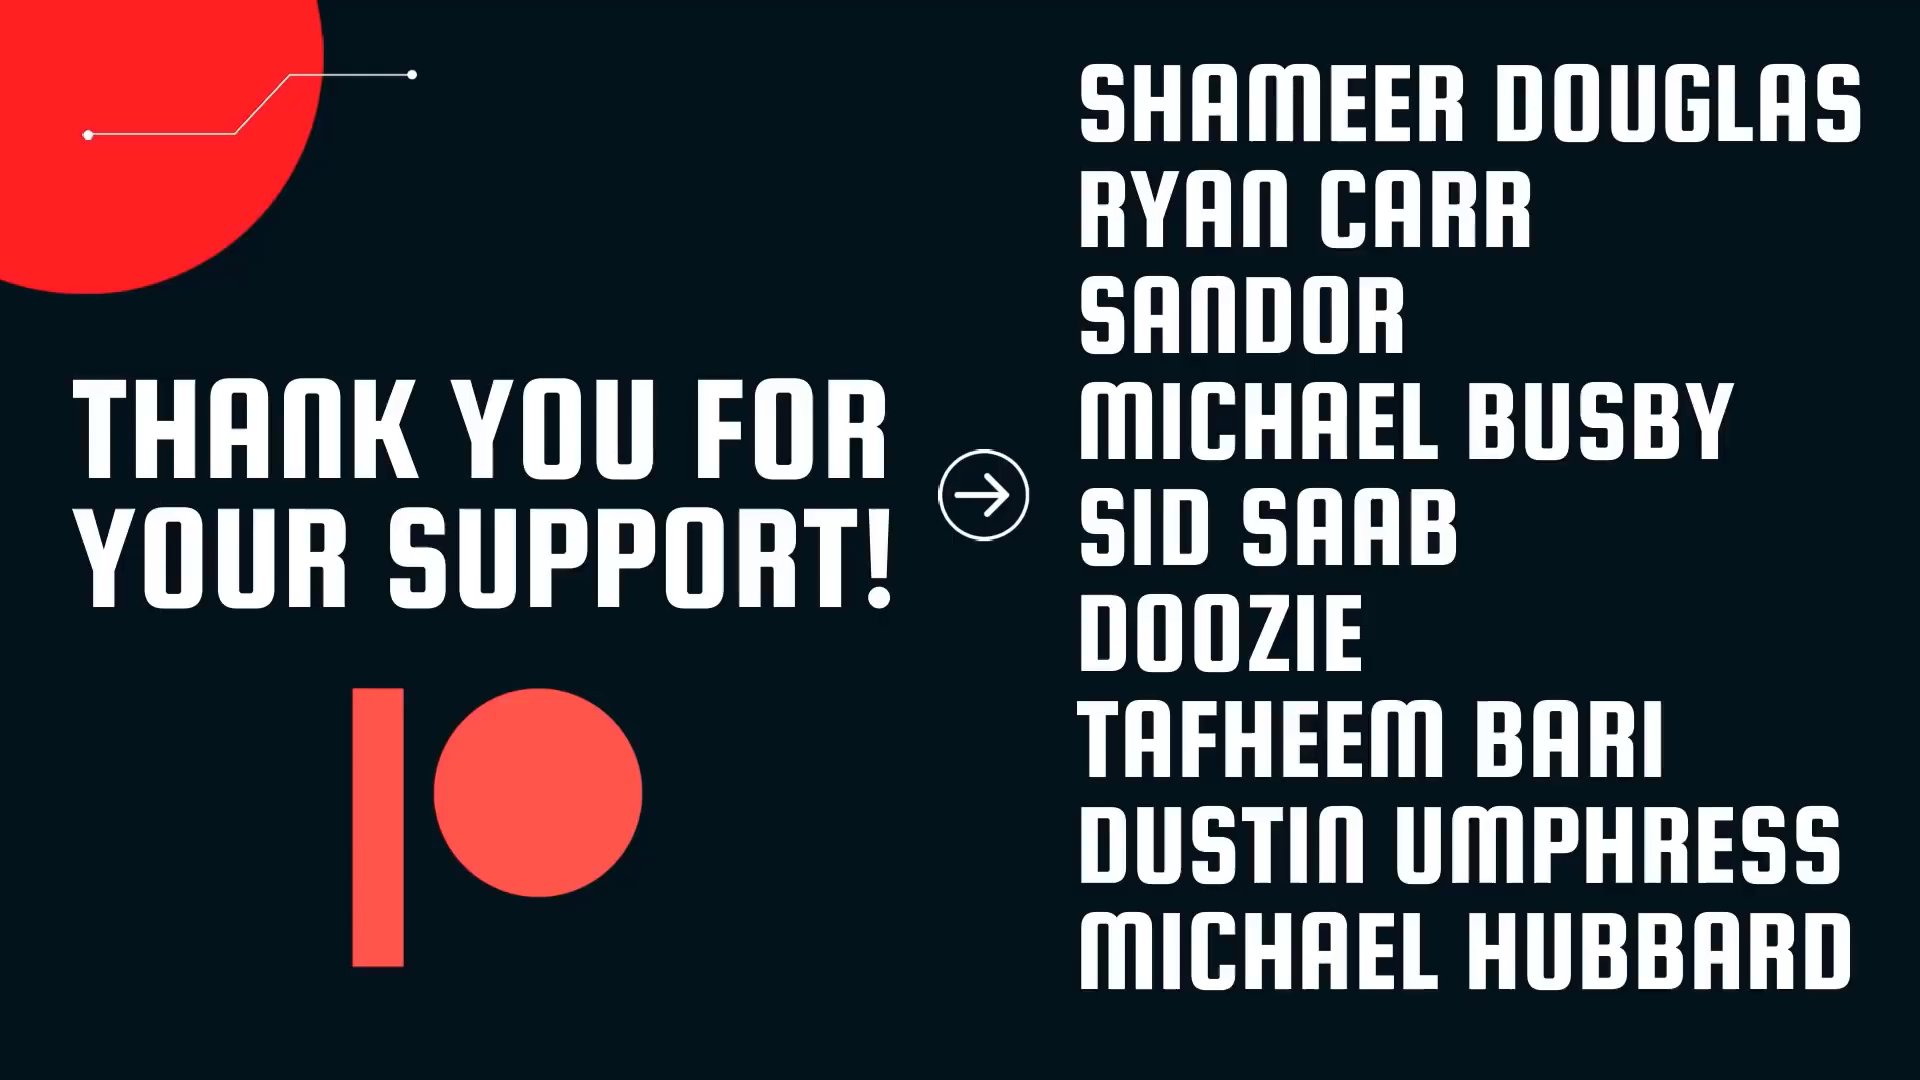 THANK YOU FOR
YOUR SUPPORT!
SHAMEER DOUGLAS
RYAN CARR
SANDOR
MICHAEL BUSBY
SID SAAB
DOOZIE
TAFHEEM BARI
DUSTIN UMPHRESS
MICHAEL HUBBARD